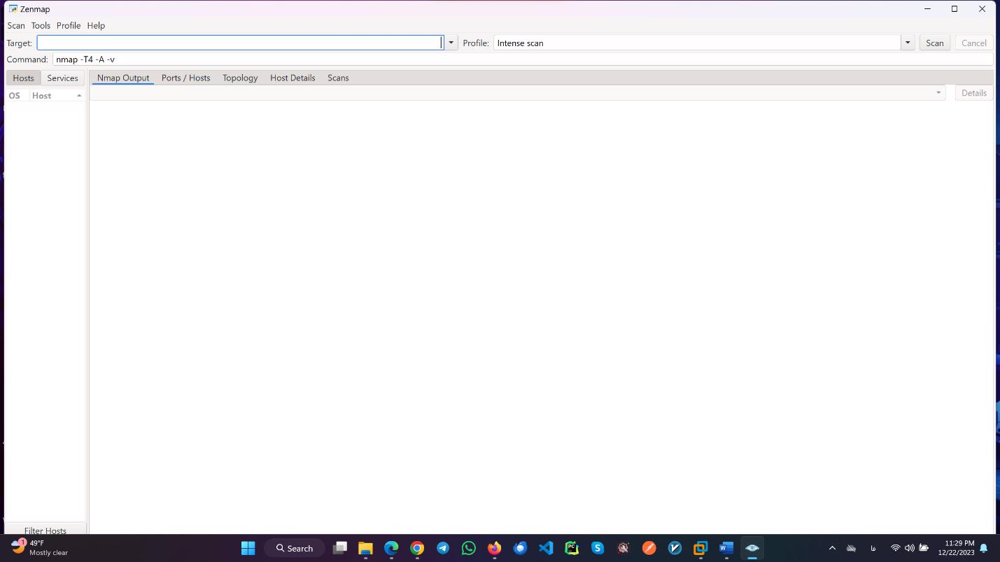 Zenmap
Scan Tools Profile Help
Target: Profile: Intense scan Scan Cancel
Command: nmap -T4 -A -v
Hosts Services Nmap Output Ports / Hosts Topology Host Details Scans
OS Host Details
Filter Hosts
1 49°F
Mostly clear
Search
PC
S
W
فا
11:29 PM
12/22/2023